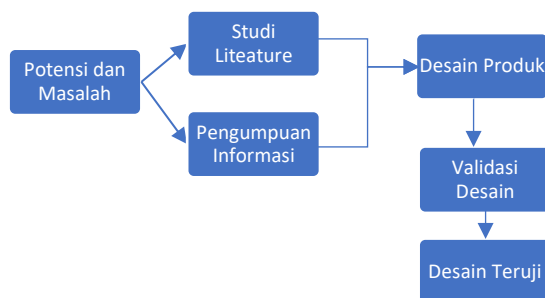 Potensi dan
Masalah
Studi
Liteature
Pengumpuan
Informasi
Desain Produk
Validasi
Desain
Desain Teruji